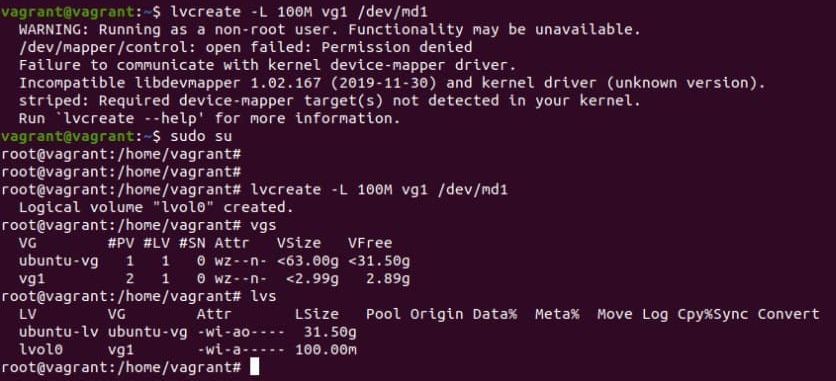 vagrant@vagrant:~$ lvcreate -L 100M vg1 /dev/md1
  WARNING: Running as a non-root user. Functionality may be unavailable.
  /dev/mapper/control: open failed: Permission denied
  Failure to communicate with kernel device-mapper driver.
  Incompatible libdevmapper 1.02.167 (2019-11-30) and kernel driver (unknown version).
  striped: Required device-mapper target(s) not detected in your kernel.
  Run `lvcreate --help' for more information.
vagrant@vagrant:~$ sudo su
root@vagrant:/home/vagrant#
root@vagrant:/home/vagrant#
root@vagrant:/home/vagrant# lvcreate -L 100M vg1 /dev/md1
  Logical volume "lvol0" created.
root@vagrant:/home/vagrant# vgs
  VG        #PV #LV #SN Attr   VSize   VFree
  ubuntu-vg   1   1   0 wz--n- <63.00g <31.50g
  vg1         2   1   0 wz--n-  <2.99g   2.89g
root@vagrant:/home/vagrant# lvs
  LV        VG        Attr       LSize   Pool Origin Data%  Meta%  Move Log Cpy%Sync Convert
  ubuntu-lv ubuntu-vg -wi-ao----  31.50g
  lvol0     vg1       -wi-a----- 100.00m
root@vagrant:/home/vagrant#